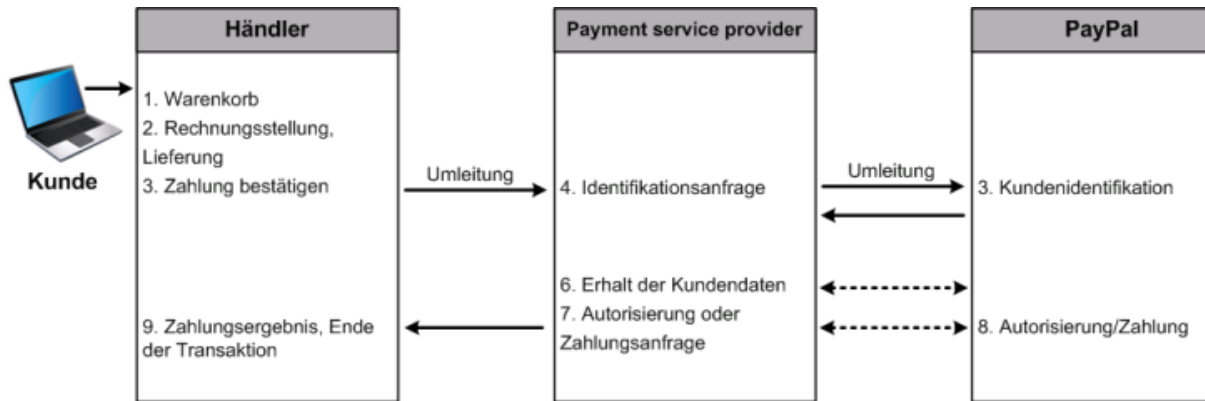 Händler
Payment service provider
PayPal
Kunde
1. Warenkorb
2. Rechnungsstellung,
Lieferung
3. Zahlung bestätigen
Umleitung
4. Identifikationsanfrage
Umleitung
3. Kundenidentifikation
6. Erhalt der Kundendaten
7. Autorisierung oder
Zahlungsanfrage
8. Autorisierung/Zahlung
9. Zahlungsergebnis, Ende
der Transaktion